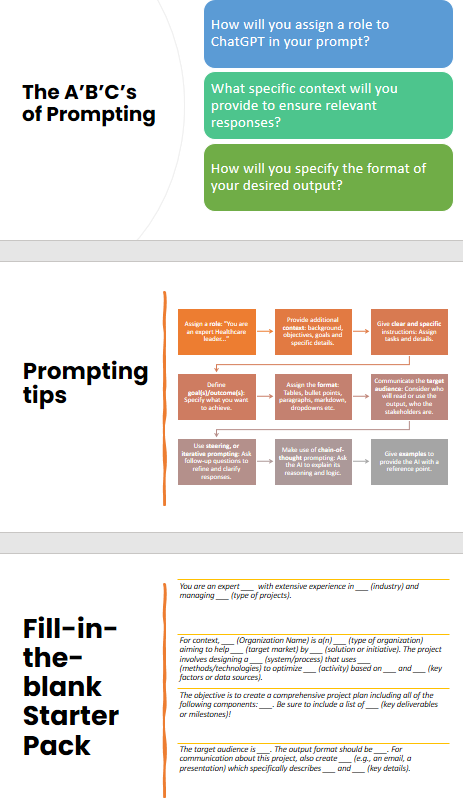 The A'B'C's
of Prompting
How will you assign a role to
ChatGPT in your prompt?
What specific context will you
provide to ensure relevant
responses?
How will you specify the format of
your desired output?
Prompting
tips
Assign a role: "You are
an expert Healthcare
leader..."
Provide additional
context: background,
objectives, goals and
specific details.
Give clear and specific
instructions: Assign
tasks and details.
Define
goal(s)/outcome(s):
Specify what you want
to achieve.
Assign the format:
Tables, bullet points,
paragraphs, markdown,
dropdowns etc.
Communicate the target
audience: Consider who
will read or use the
output, who the
stakeholders are.
Use steering, or
iterative prompting: Ask
follow-up questions to
refine and clarify
responses.
Make use of chain-of-
thought prompting: Ask
the AI to explain its
reasoning and logic.
Give examples to
provide the AI with a
reference point.
Fill-in-
the-
blank
Starter
Pack
You are an expert ___ with extensive experience in ___ (industry) and
managing ___ (type of projects).
For context, ___ (Organization Name) is a(n) ___ (type of organization)
aiming to help ___ (target market) by ___ (solution or initiative). The project
involves designing a ___ (system/process) that uses ___
(methods/technologies) to optimize ___ (activity) based on ___ and ___ (key
factors or data sources).
The objective is to create a comprehensive project plan including all of the
following components: ___. Be sure to include a list of ___ (key deliverables
or milestones)!
The target audience is ___. The output format should be ___. For
communication about this project, also create ___ (e.g., an email, a
presentation) which specifically describes ___ and ___ (key details).